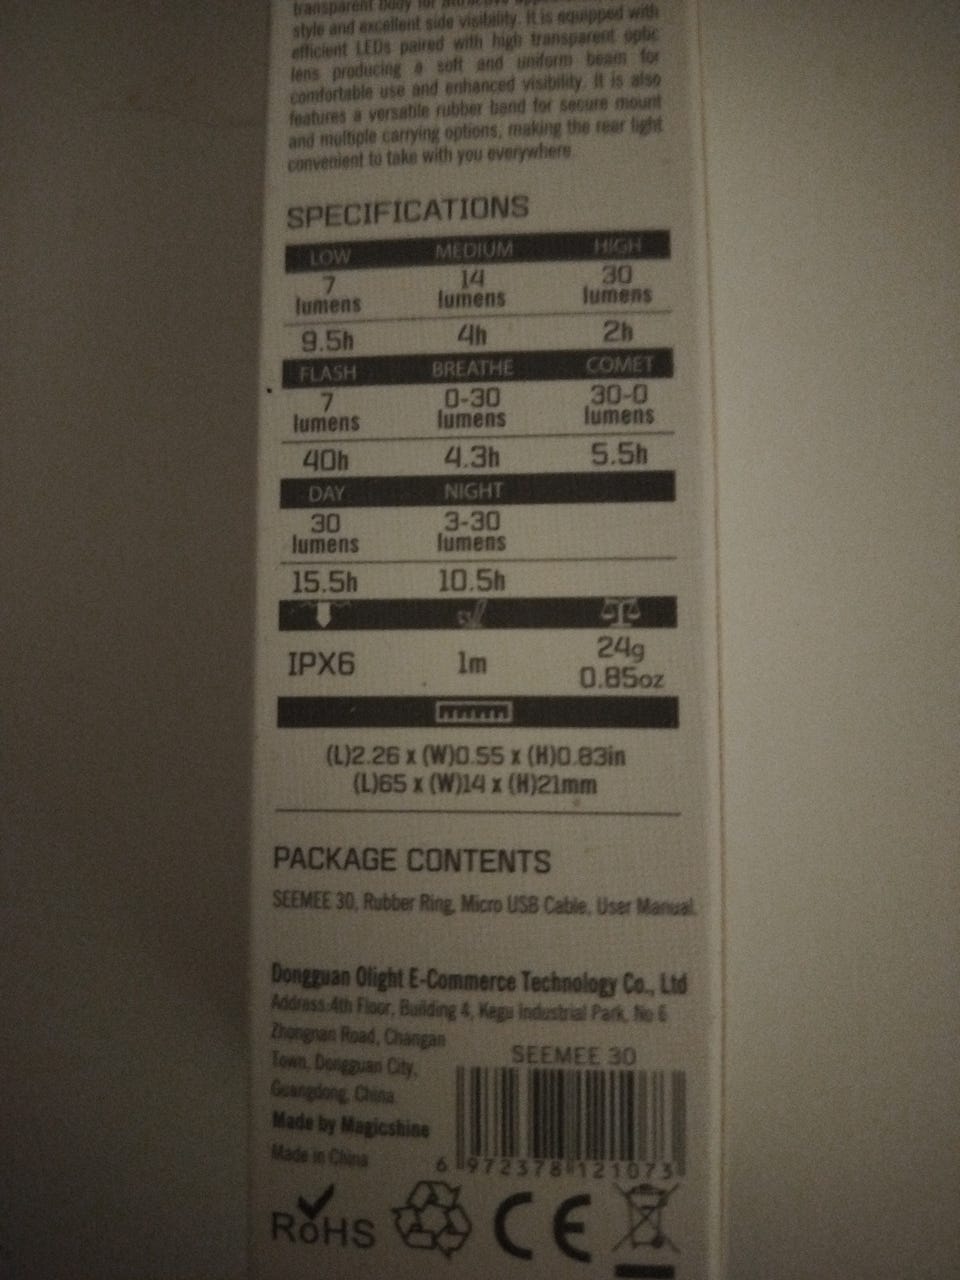 transparent body for attractive
style and excellent side visibility. It is equipped with
efficient LEDs paired with high transparent optic
lens producing a soft and uniform beam for
comfortable use and enhanced visibility. It is also
features a versatile rubber band for secure mount
and multiple carrying options, making the rear light
convenient to take with you everywhere.
SPECIFICATIONS
LOW MEDIUM HIGH
7 14 30
lumens lumens lumens
9.5h 4h 2h
FLASH BREATHE COMET
7 0-30 30-0
lumens lumens lumens
40h 4.3h 5.5h
DAY NIGHT
30 3-30
lumens lumens
15.5h 10.5h
IPX6 1m 24g
0.85oz
(L)2.26 x (W)0.55 x (H)0.83in
(L)65 x (W)14 x (H)21mm
PACKAGE CONTENTS
SEEMEE 30, Rubber Ring, Micro USB Cable, User Manual.
Dongguan Olight E-Commerce Technology Co., Ltd
Address:4th Floor, Building 4, Kegu Industrial Park, No 6
Zhongnan Road, Changan
Town, Dongguan City,
Guangdong, China
Made by Magicshine
Made in China
SEEMEE 30
6 972378 121073
RoHS
CE